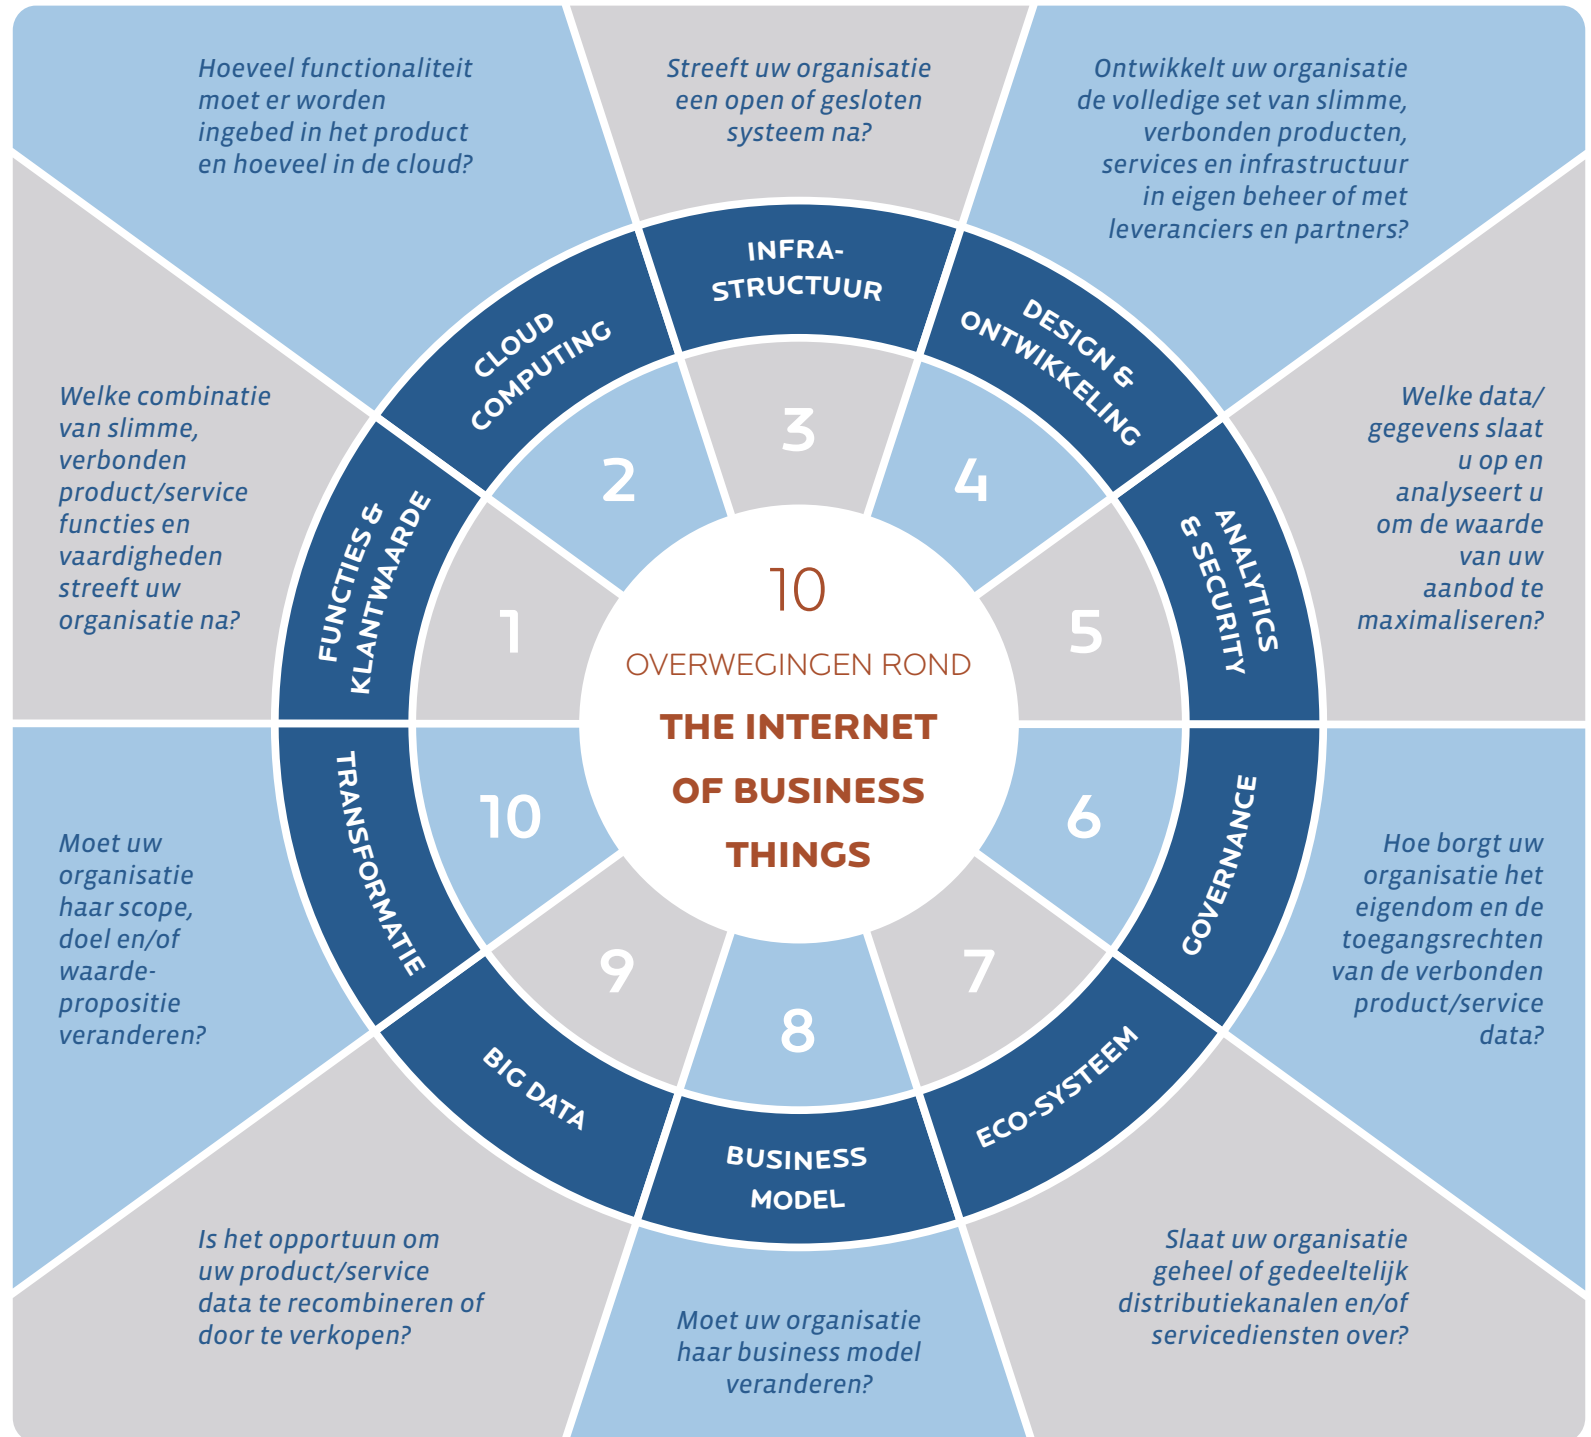 10
OVERWEGINGEN ROND
THE INTERNET
OF BUSINESS
THINGS
1
FUNCTIES &
KLANTWAARDE
Welke combinatie
van slimme,
verbonden
product/service
functies en
vaardigheden
streeft uw
organisatie na?
2
CLOUD
COMPUTING
Hoeveel functionaliteit
moet er worden
ingebed in het product
en hoeveel in de cloud?
3
INFRA-
STRUCTUUR
Streeft uw organisatie
een open of gesloten
systeem na?
4
DESIGN &
ONTWIKKELING
Ontwikkelt uw organisatie
de volledige set van slimme,
verbonden producten,
services en infrastructuur
in eigen beheer of met
leveranciers en partners?
5
ANALYTICS
& SECURITY
Welke data/
gegevens slaat
u op en
analyseert u
om de waarde
van uw
aanbod te
maximaliseren?
6
GOVERNANCE
Hoe borgt uw
organisatie het
eigendom en de
toegangsrechten
van de verbonden
product/service
data?
7
ECO-SYSTEEM
Slaat uw organisatie
geheel of gedeeltelijk
distributiekanalen en/of
servicediensten over?
8
BUSINESS
MODEL
Moet uw organisatie
haar business model
veranderen?
9
BIG DATA
Is het opportuun om
uw product/service
data te recombineren of
door te verkopen?
10
TRANSFORMATIE
Moet uw
organisatie
haar scope,
doel en/of
waarde-
propositie
veranderen?